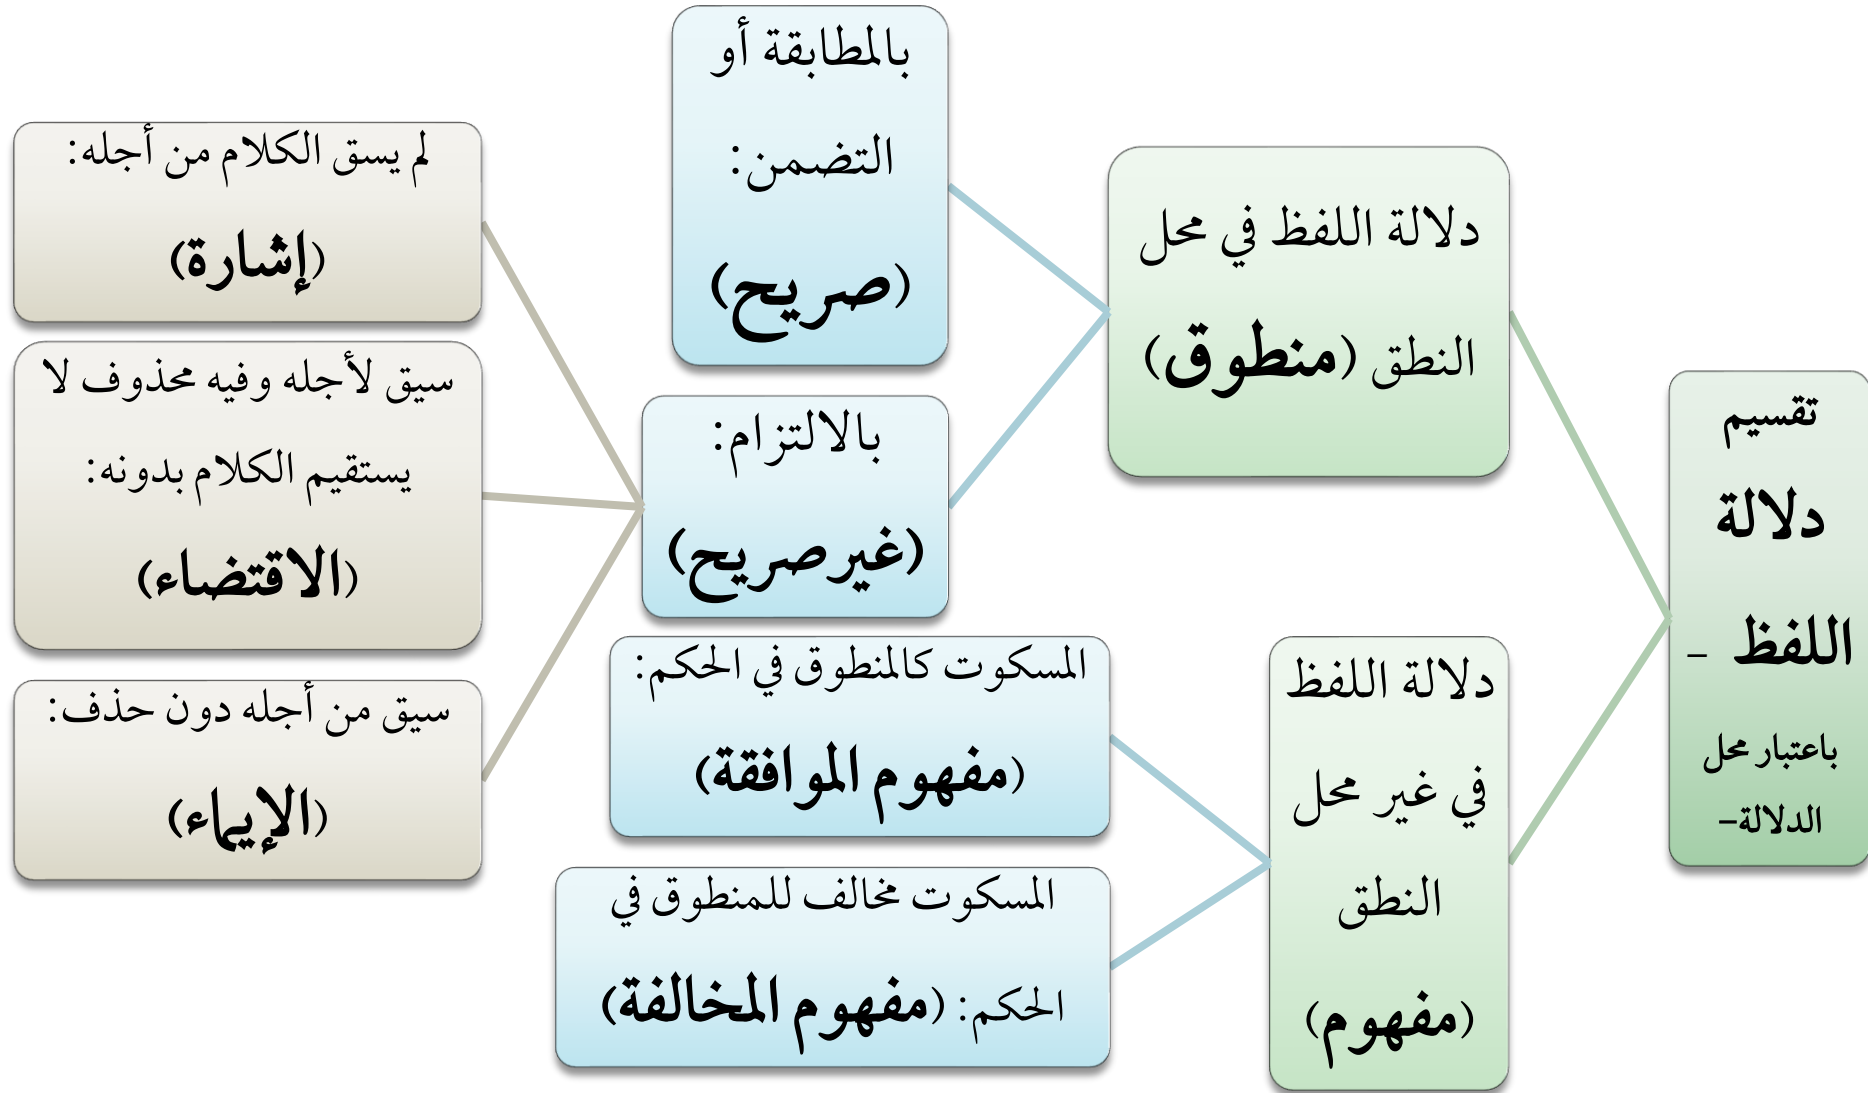 تقسيم
دلالة
اللفظ –
باعتبار محل
الدلالة–
دلالة اللفظ في محل
النطق (منطوق)
بالمطابقة أو
التضمن:
(صريح)
بالالتزام:
(غير صريح)
لم يسق الكلام من أجله:
(إشارة)
سيق لأجله وفيه محذوف لا
يستقيم الكلام بدونه:
(الاقتضاء)
سيق من أجله دون حذف:
(الإيماء)
دلالة اللفظ
في غير محل
النطق
(مفهوم)
المسكوت كالمنطوق في الحكم:
(مفهوم الموافقة)
المسكوت مخالف للمنطوق في
الحكم: (مفهوم المخالفة)